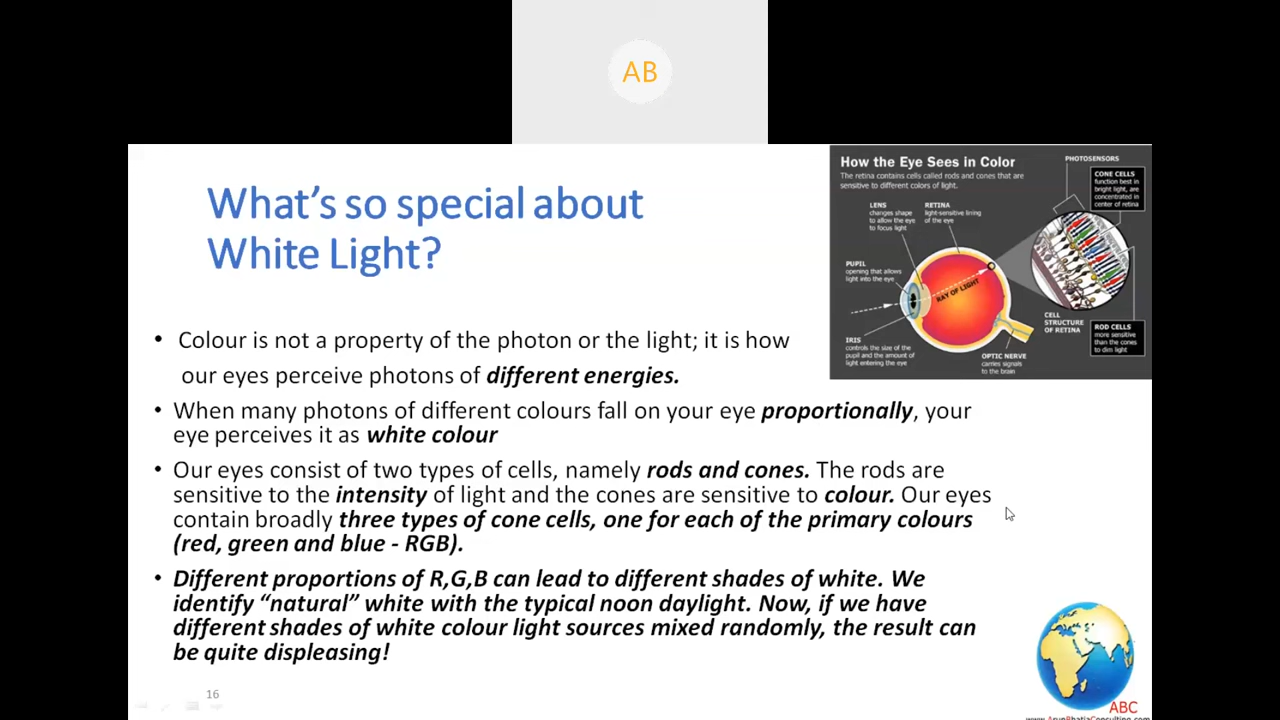 AB
What's so special about
White Light?
How the Eye Sees in Color
The retina contains cells called rods and cones that are
sensitive to different colors of light.
PHOTOSENSORS
CONE CELLS
function best in
bright light, are
concentrated in
center of retina
LENS
changes shape
to allow the eye
to focus light
RETINA
light-sensitive lining
of the eye
PUPIL
opening that allows
light into the eye
RAY OF LIGHT
IRIS
controls the size of the
pupil and the amount of
light entering the eye
OPTIC NERVE
carries signals
to the brain
CELL
STRUCTURE
OF RETINA
ROD CELLS
more sensitive
than the cones
to dim light
• Colour is not a property of the photon or the light; it is how
our eyes perceive photons of different energies.
• When many photons of different colours fall on your eye proportionally, your
eye perceives it as white colour
• Our eyes consist of two types of cells, namely rods and cones. The rods are
sensitive to the intensity of light and the cones are sensitive to colour. Our eyes
contain broadly three types of cone cells, one for each of the primary colours
(red, green and blue - RGB).
• Different proportions of R,G,B can lead to different shades of white. We
identify “natural” white with the typical noon daylight. Now, if we have
different shades of white colour light sources mixed randomly, the result can
be quite displeasing!
16
ABC
www.ArunBhatiaConsulting.com